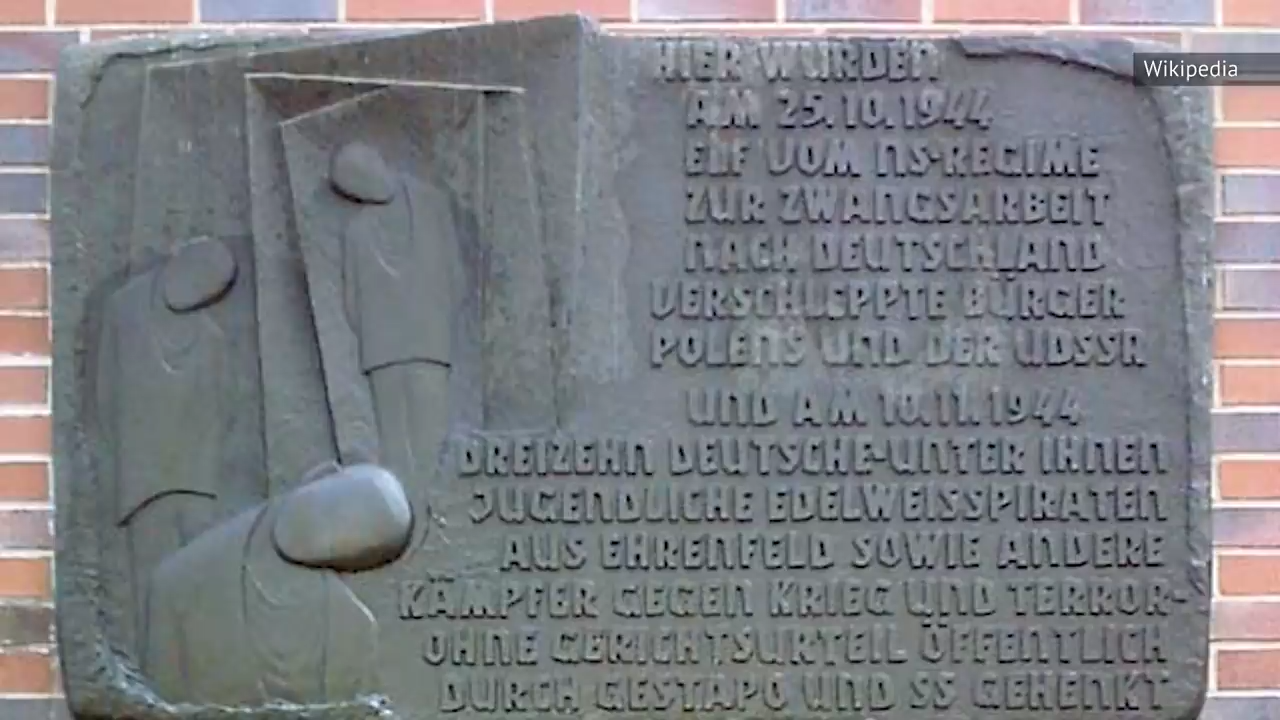 Wikipedia
HIER WURDEN
AM 25.10.1944
ELF VOM NS-REGIME
ZUR ZWANGSARBEIT
NACH DEUTSCHLAND
VERSCHLEPPTE BÜRGER
POLENS UND DER UDSSR
UND AM 10.11.1944
DREIZEHN DEUTSCHE-UNTER IHNEN
JUGENDLICHE EDELWEISSPIRATEN
AUS EHRENFELD SOWIE ANDERE
KÄMPFER GEGEN KRIEG UND TERROR-
OHNE GERICHTSURTEIL ÖFFENTLICH
DURCH GESTAPO UND SS GEHENKT